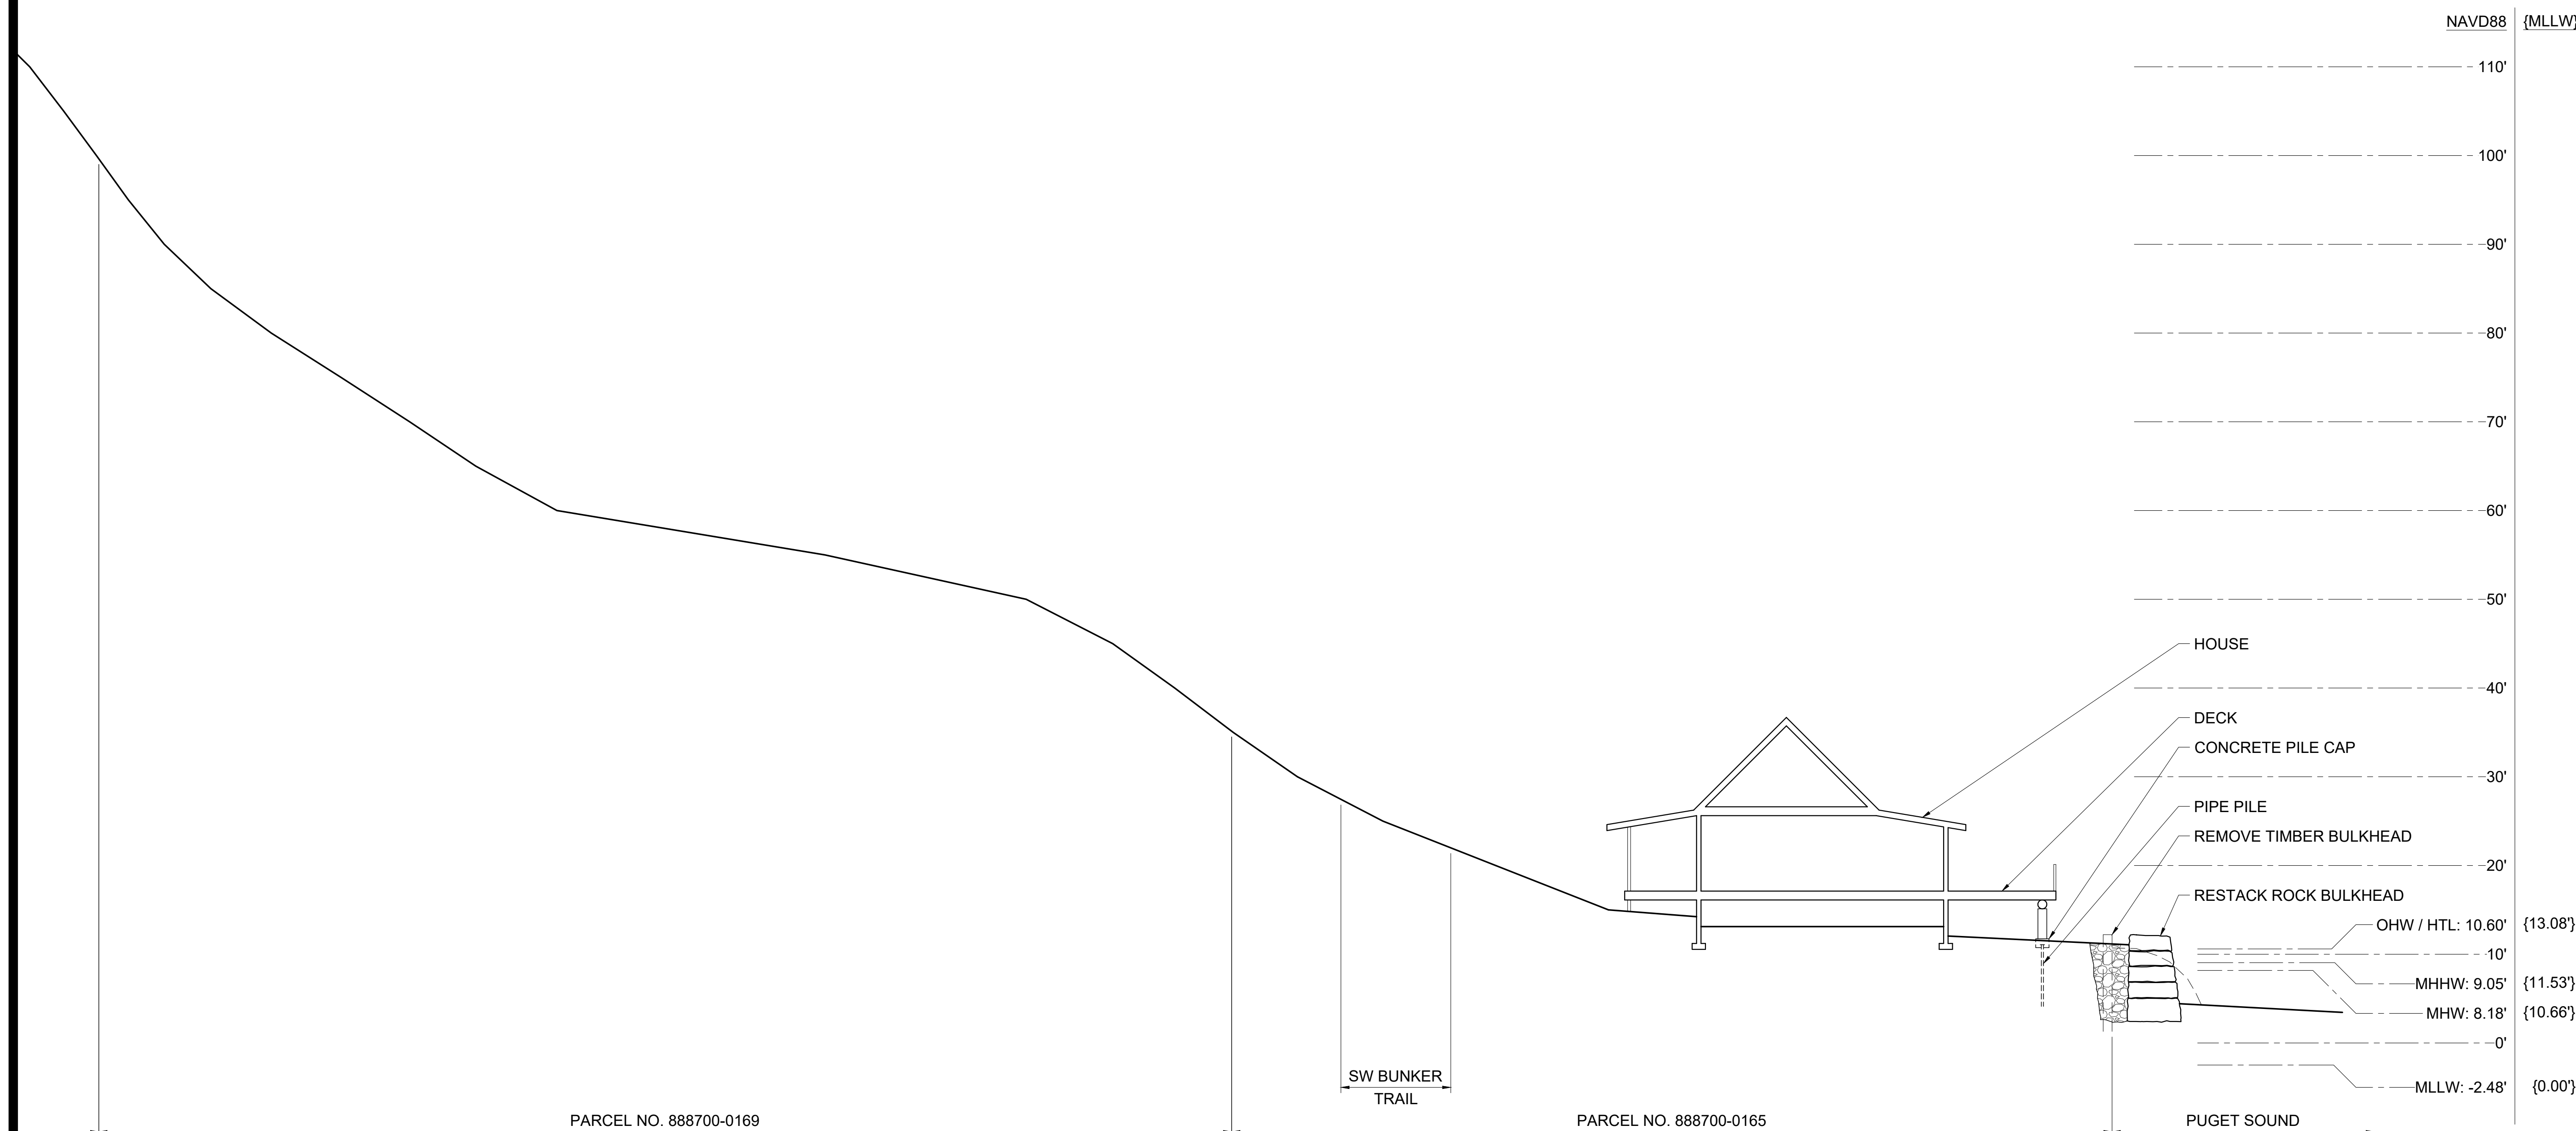 NAVD88 {MLLW}
110'
100'
90'
80'
70'
60'
50'
HOUSE
40'
DECK
CONCRETE PILE CAP
30'
PIPE PILE
REMOVE TIMBER BULKHEAD
20'
RESTACK ROCK BULKHEAD
OHW / HTL: 10.60' {13.08'}
10'
MHHW: 9.05' {11.53'}
MHW: 8.18' {10.66'}
0'
SW BUNKER
TRAIL
MLLW: -2.48' {0.00'}
PARCEL NO. 888700-0169
PARCEL NO. 888700-0165
PUGET SOUND